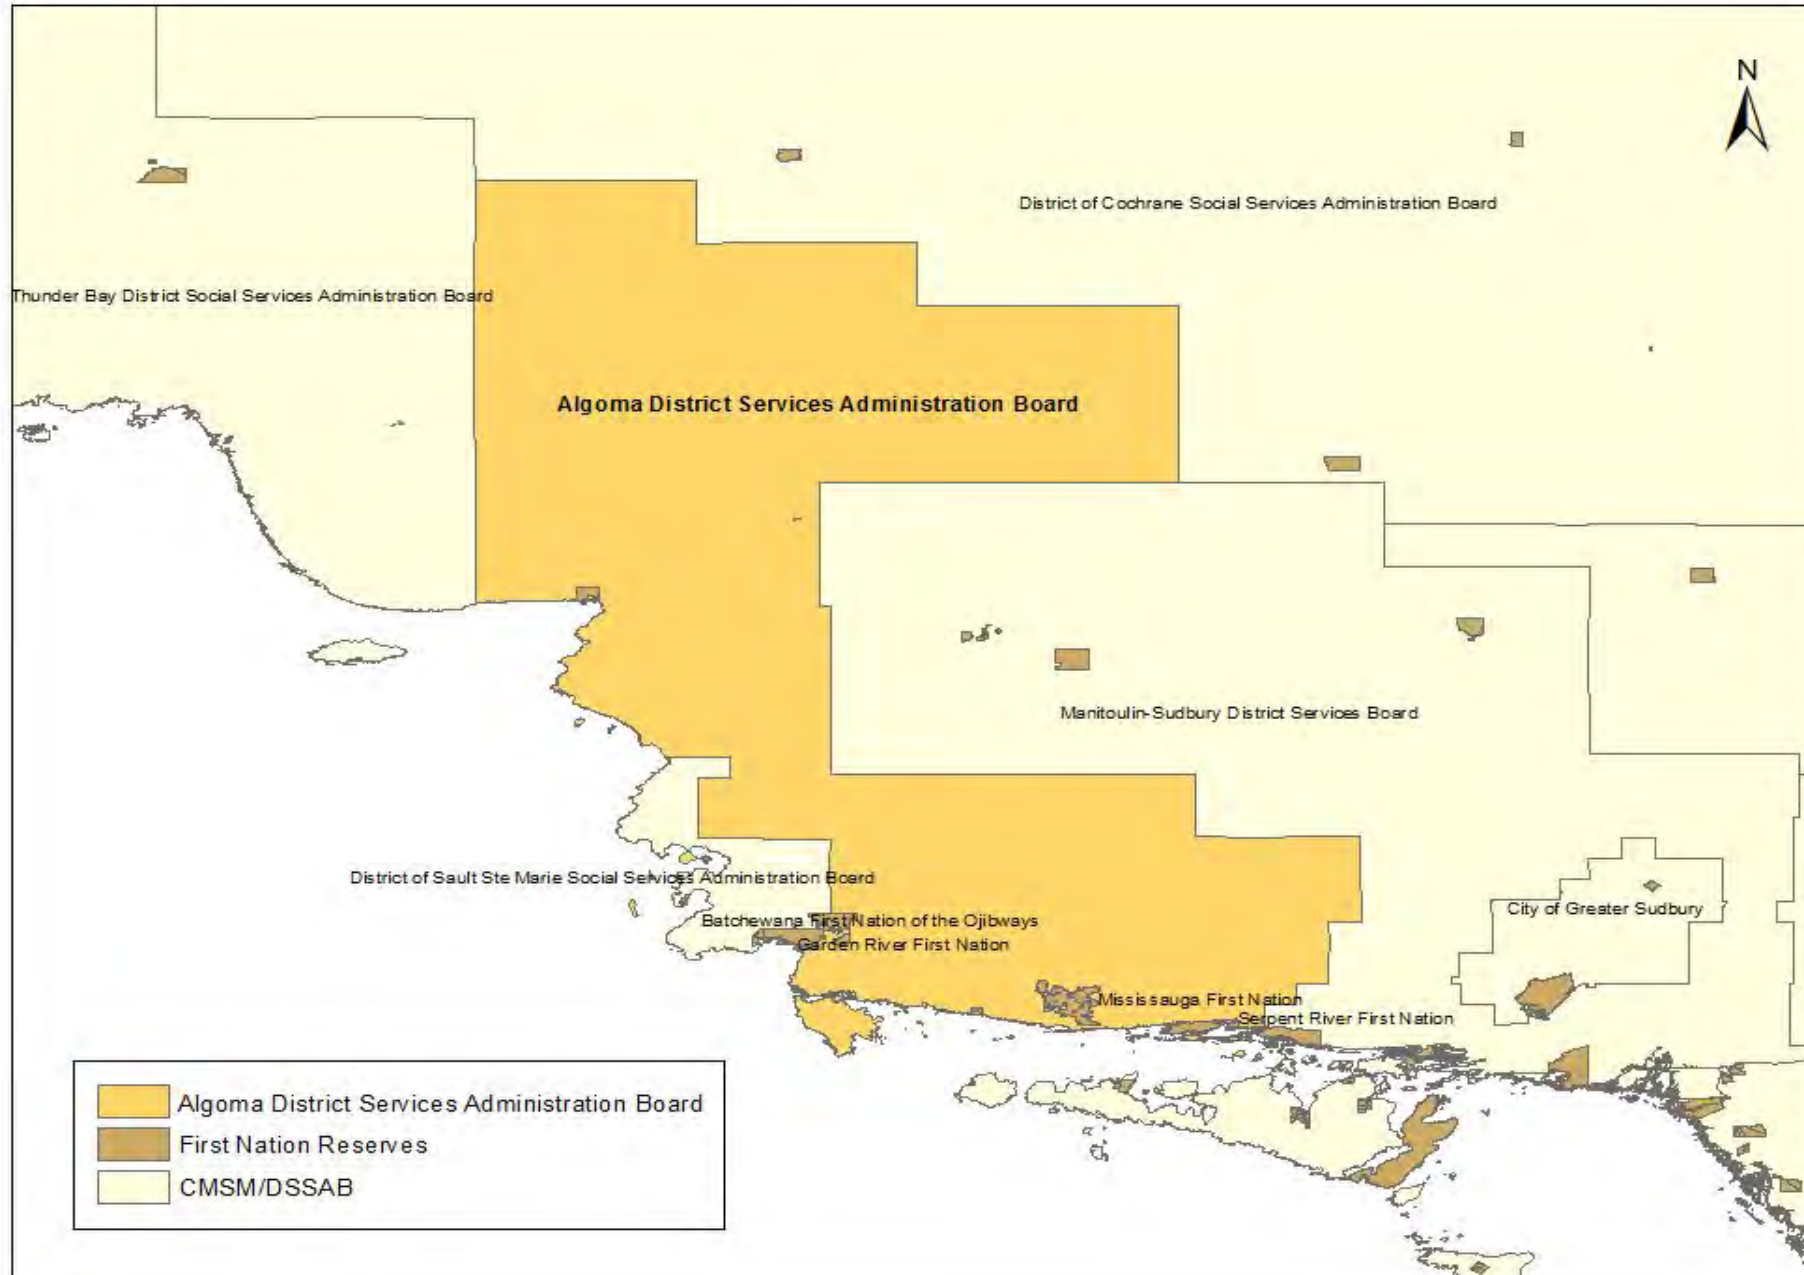 N
District of Cochrane Social Services Administration Board
Thunder Bay District Social Services Administration Board
Algoma District Services Administration Board
Manitoulin-Sudbury District Services Board
District of Sault Ste Marie Social Services Administration Board
City of Greater Sudbury
Batchewana First Nation of the Ojibways
Garden River First Nation
Mississauga First Nation
Serpent River First Nation
Algoma District Services Administration Board
First Nation Reserves
CMSM/DSSAB